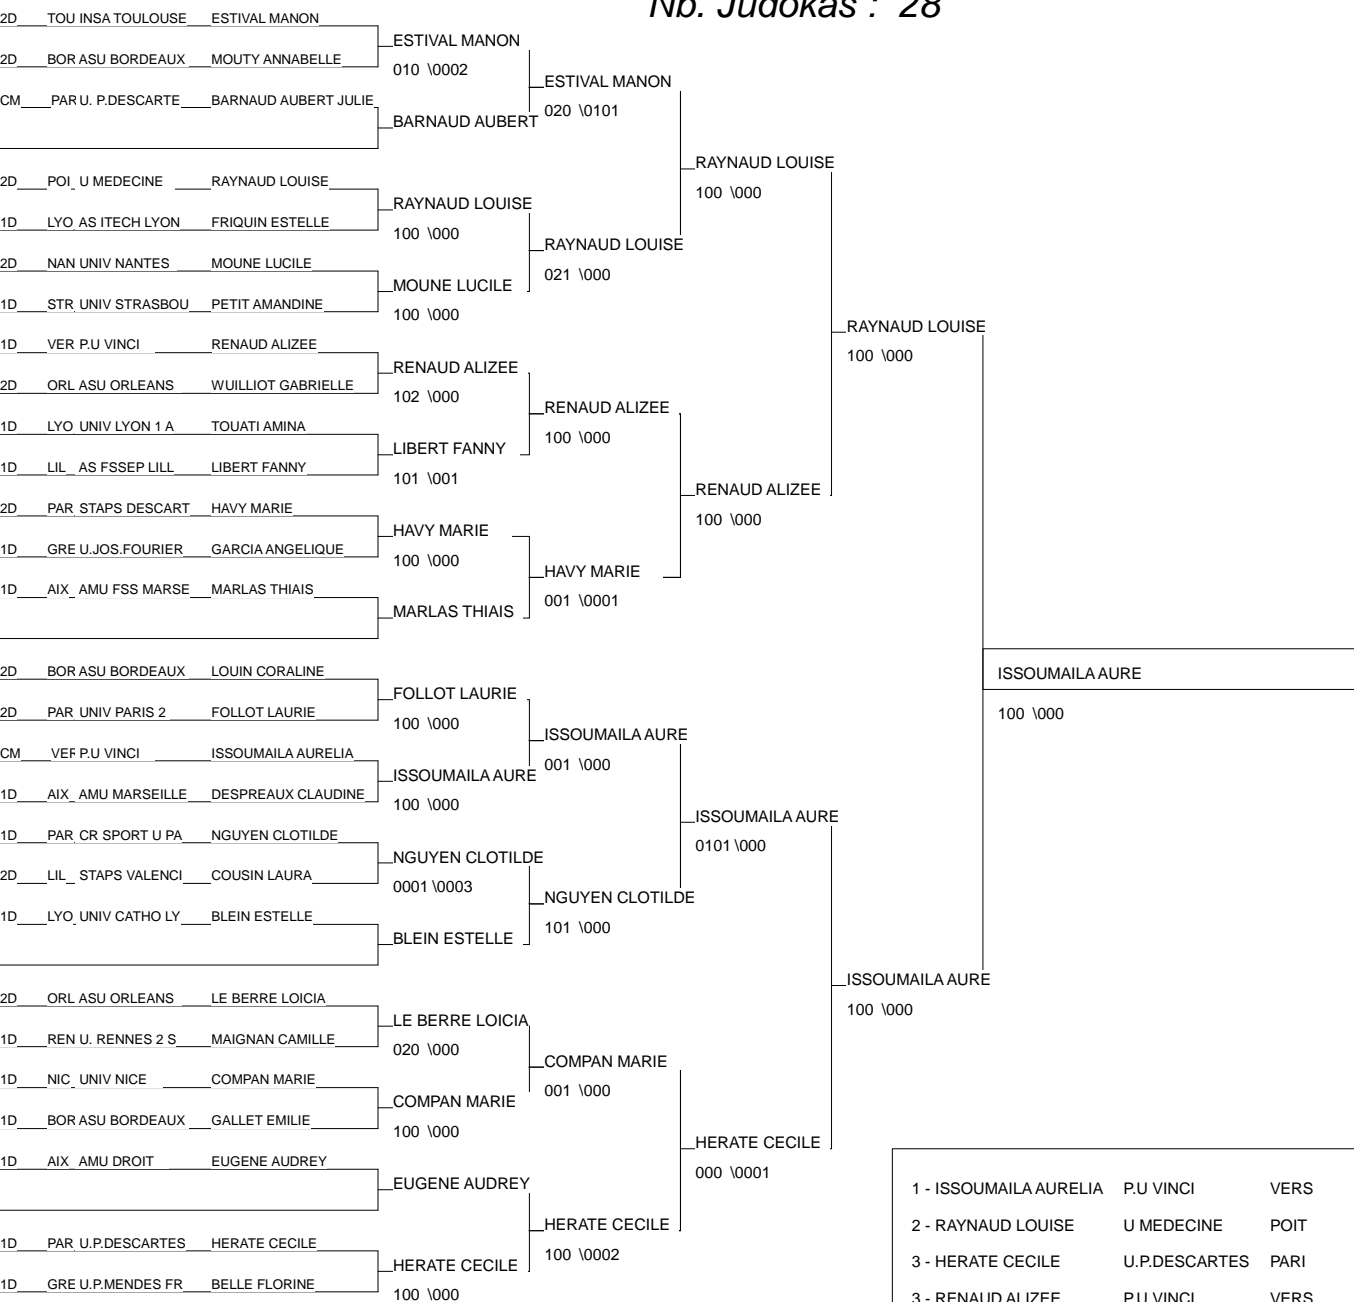 Nb. Judokas : 28
2D TOU INSA TOULOUSE ESTIVAL MANON
2D BOR ASU BORDEAUX MOUTY ANNABELLE
CM PAR U. P.DESCARTE BARNAUD AUBERT JULIE
2D POI U MEDECINE RAYNAUD LOUISE
1D LYO AS ITECH LYON FRIQUIN ESTELLE
2D NAN UNIV NANTES MOUNE LUCILE
1D STR UNIV STRASBOU PETIT AMANDINE
1D VER P.U VINCI RENAUD ALIZEE
2D ORL ASU ORLEANS WUILLIOT GABRIELLE
1D LYO UNIV LYON 1 A TOUATI AMINA
1D LIL AS FSSEP LILL LIBERT FANNY
2D PAR STAPS DESCART HAVY MARIE
1D GRE U.JOS.FOURIER GARCIA ANGELIQUE
1D AIX AMU FSS MARSE MARLAS THIAIS
2D BOR ASU BORDEAUX LOUIN CORALINE
2D PAR UNIV PARIS 2 FOLLOT LAURIE
CM VER P.U VINCI ISSOUMAILA AURELIA
1D AIX AMU MARSEILLE DESPREAUX CLAUDINE
1D PAR CR SPORT U PA NGUYEN CLOTILDE
2D LIL STAPS VALENCI COUSIN LAURA
1D LYO UNIV CATHO LY BLEIN ESTELLE
2D ORL ASU ORLEANS LE BERRE LOICIA
1D REN U. RENNES 2 S MAIGNAN CAMILLE
1D NIC UNIV NICE COMPAN MARIE
1D BOR ASU BORDEAUX GALLET EMILIE
1D AIX AMU DROIT EUGENE AUDREY
1D PAR U.P.DESCARTES HERATE CECILE
1D GRE U.P.MENDES FR BELLE FLORINE
ESTIVAL MANON
010 \0002
BARNAUD AUBERT
RAYNAUD LOUISE
100 \000
MOUNE LUCILE
100 \000
RENAUD ALIZEE
102 \000
LIBERT FANNY
101 \001
HAVY MARIE
100 \000
MARLAS THIAIS
FOLLOT LAURIE
100 \000
ISSOUMAILA AURE
100 \000
NGUYEN CLOTILDE
0001 \0003
BLEIN ESTELLE
LE BERRE LOICIA
020 \000
COMPAN MARIE
100 \000
EUGENE AUDREY
HERATE CECILE
100 \000
ESTIVAL MANON
020 \0101
RAYNAUD LOUISE
021 \000
RENAUD ALIZEE
100 \000
HAVY MARIE
001 \0001
ISSOUMAILA AURE
001 \000
NGUYEN CLOTILDE
101 \000
COMPAN MARIE
001 \000
HERATE CECILE
100 \0002
RAYNAUD LOUISE
100 \000
RENAUD ALIZEE
100 \000
ISSOUMAILA AURE
0101 \000
HERATE CECILE
000 \0001
RAYNAUD LOUISE
100 \000
ISSOUMAILA AURE
100 \000
ISSOUMAILA AURE
100 \000
1 - ISSOUMAILA AURELIA P.U VINCI VERS
2 - RAYNAUD LOUISE U MEDECINE POIT
3 - HERATE CECILE U.P.DESCARTES PARI
3 - RENAUD ALIZEE P.U VINCI VERS